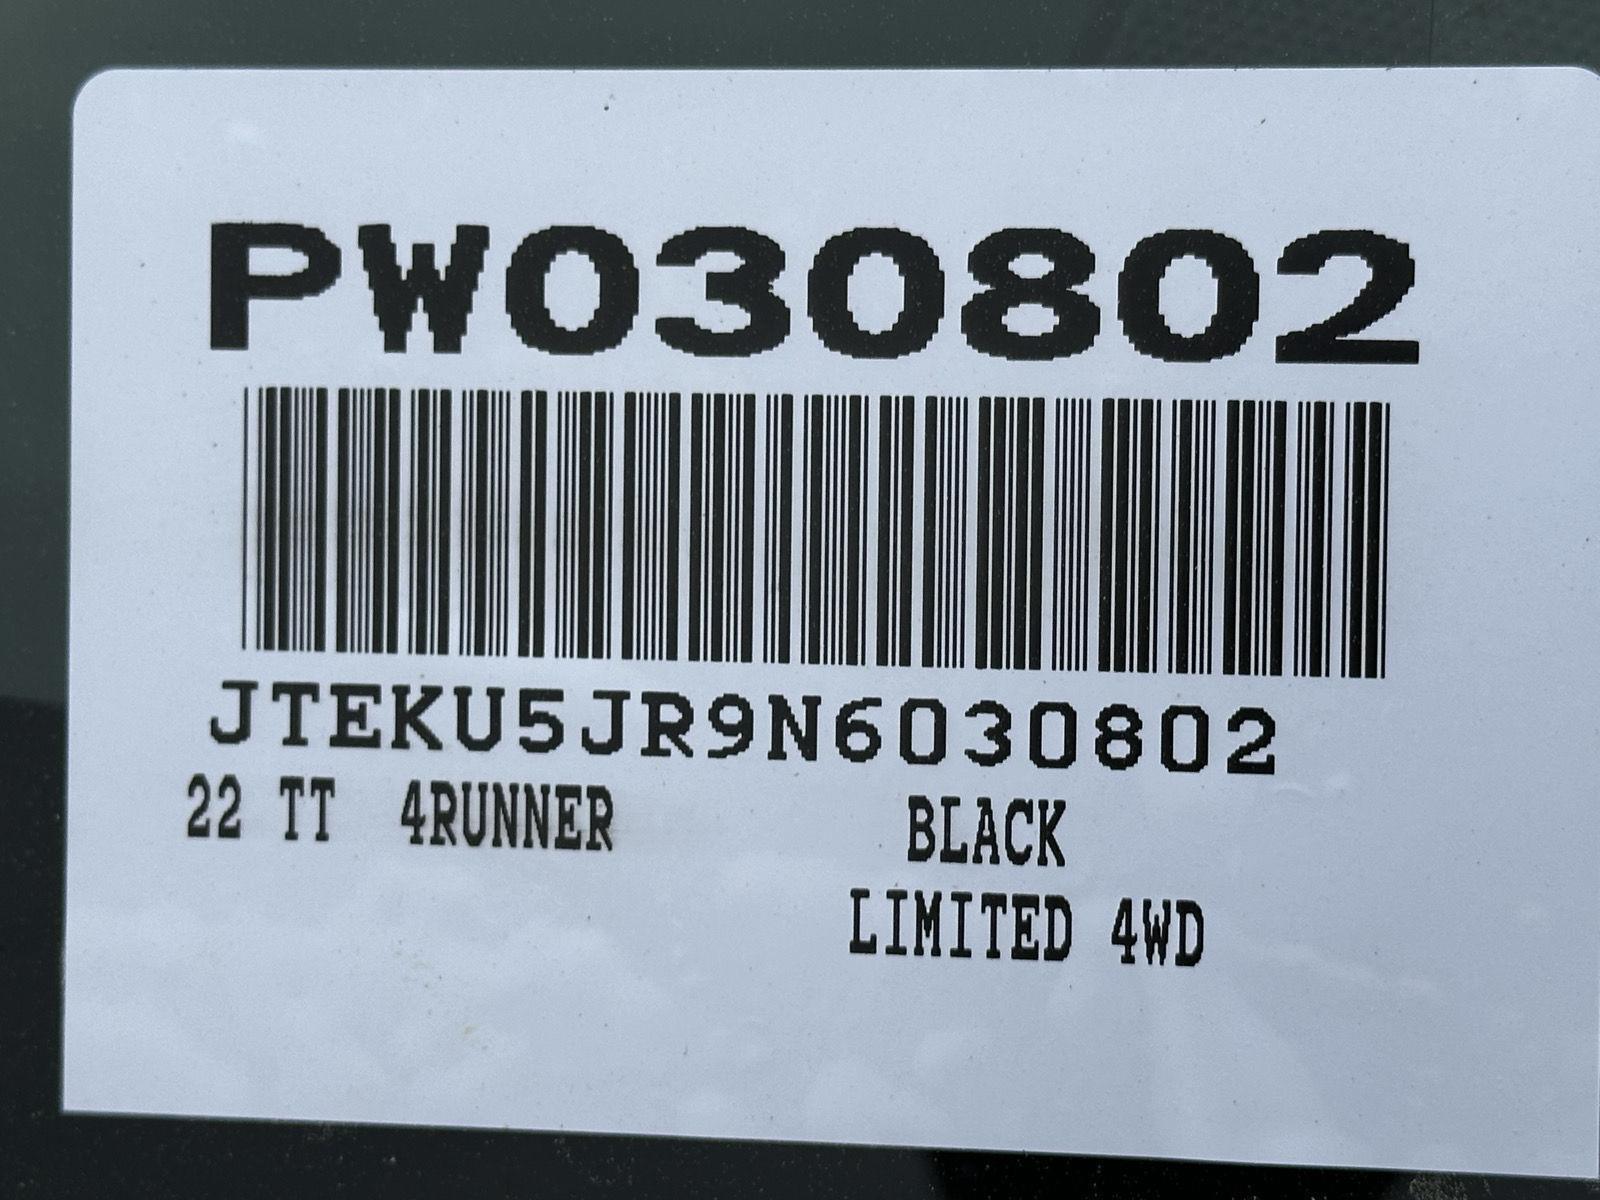 PW030802
JTEKU5JR9N6030802
22 TT 4RUNNER BLACK
LIMITED 4WD